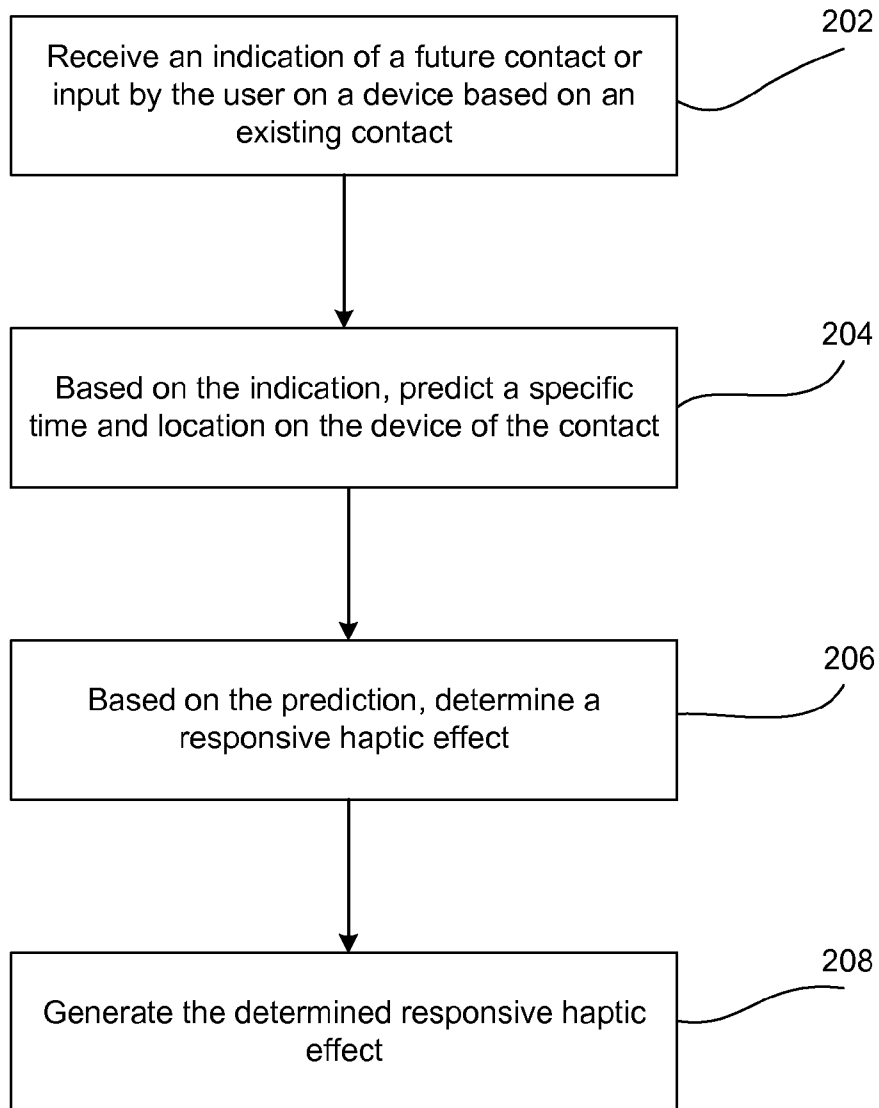 202
Receive an indication of a future contact or
input by the user on a device based on an
existing contact
204
Based on the indication, predict a specific
time and location on the device of the contact
206
Based on the prediction, determine a
responsive haptic effect
208
Generate the determined responsive haptic
effect